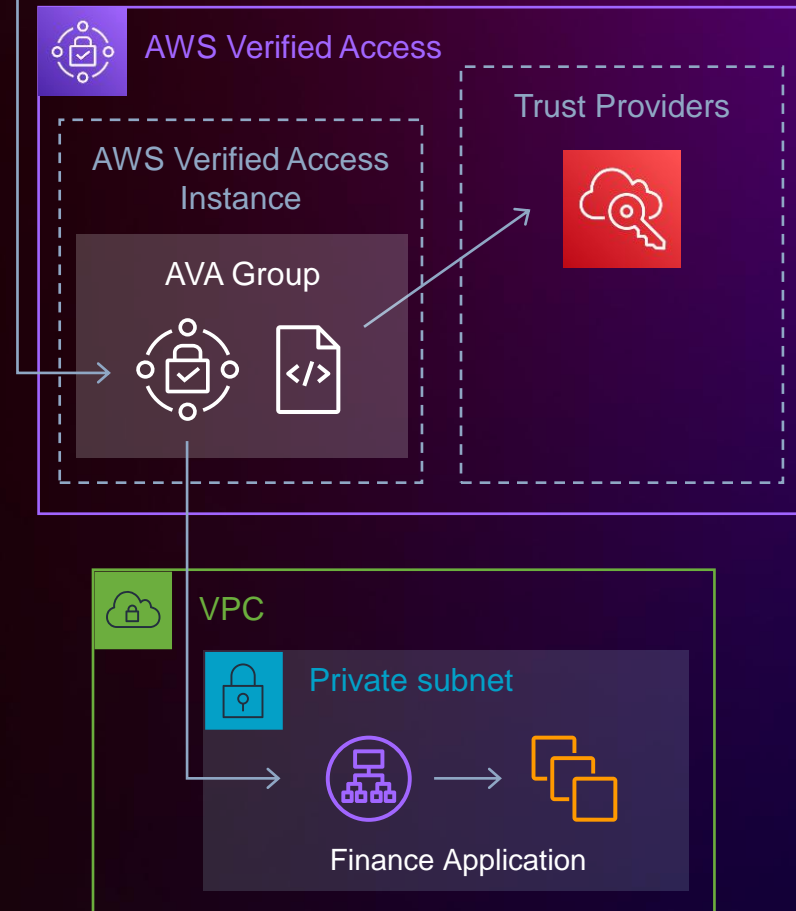 AWS Verified Access
Trust Providers
AWS Verified Access
Instance
AVA Group
</>
VPC
Private subnet
Finance Application